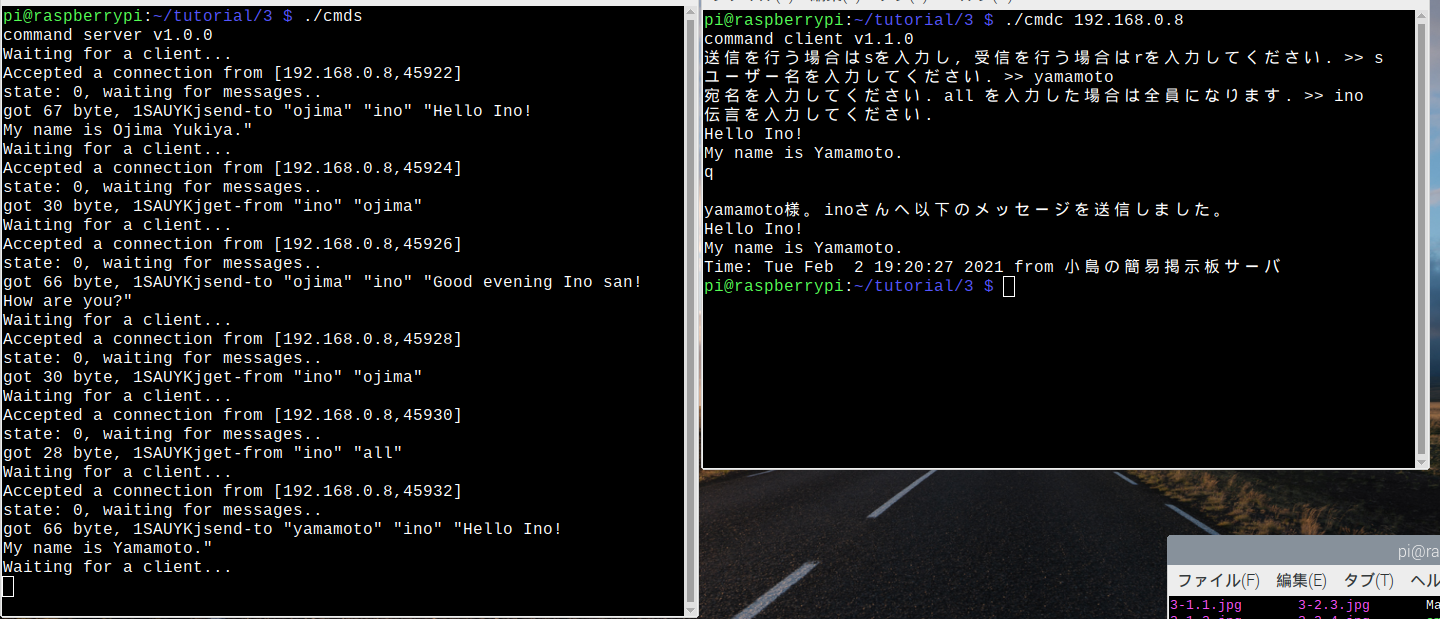 pi@raspberrypi:~/tutorial/3 $ ./cmds
command server v1.0.0
Waiting for a client...
Accepted a connection from [192.168.0.8,45922]
state: 0, waiting for messages..
got 67 byte, 1SAUYKjsend-to "ojima" "ino" "Hello Ino!
My name is Ojima Yukiya."
Waiting for a client...
Accepted a connection from [192.168.0.8,45924]
state: 0, waiting for messages..
got 30 byte, 1SAUYKjget-from "ino" "ojima"
Waiting for a client...
Accepted a connection from [192.168.0.8,45926]
state: 0, waiting for messages..
got 66 byte, 1SAUYKjsend-to "ojima" "ino" "Good evening Ino san!
How are you?"
Waiting for a client...
Accepted a connection from [192.168.0.8,45928]
state: 0, waiting for messages..
got 30 byte, 1SAUYKjget-from "ino" "ojima"
Waiting for a client...
Accepted a connection from [192.168.0.8,45930]
state: 0, waiting for messages..
got 28 byte, 1SAUYKjget-from "ino" "all"
Waiting for a client...
Accepted a connection from [192.168.0.8,45932]
state: 0, waiting for messages..
got 66 byte, 1SAUYKjsend-to "yamamoto" "ino" "Hello Ino!
My name is Yamamoto."
Waiting for a client...
pi@raspberrypi:~/tutorial/3 $ ./cmdc 192.168.0.8
command client v1.1.0
送信を行う場合はsを入力し，受信を行う場合はrを入力してください．>> s
ユーザー名を入力してください．>> yamamoto
宛名を入力してください．all を入力した場合は全員になります．>> ino
伝言を入力してください．
Hello Ino!
My name is Yamamoto.
q
yamamoto様。inoさんへ以下のメッセージを送信しました。
Hello Ino!
My name is Yamamoto.
Time: Tue Feb  2 19:20:27 2021 from 小島の簡易掲示板サーバ
pi@raspberrypi:~/tutorial/3 $
pi@ra
ファイル(F) 編集(E) タブ(T) ヘル
3-1.1.jpg 3-2.3.jpg Ma